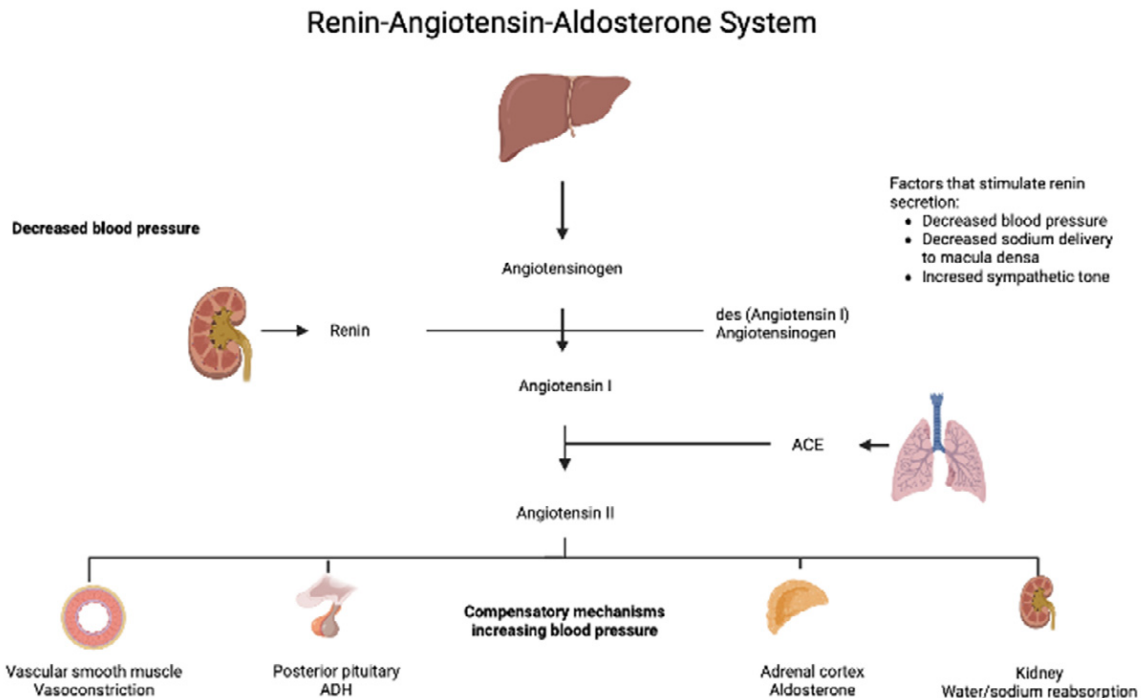 Renin-Angiotensin-Aldosterone System
Factors that stimulate renin
secretion:
• Decreased blood pressure
• Decreased sodium delivery
to macula densa
• Incresed sympathetic tone
Decreased blood pressure
Angiotensinogen
Renin
des (Angiotensin I)
Angiotensinogen
Angiotensin I
ACE
Angiotensin II
Compensatory mechanisms
increasing blood pressure
Vascular smooth muscle
Vasoconstriction
Posterior pituitary
ADH
Adrenal cortex
Aldosterone
Kidney
Water/sodium reabsorption